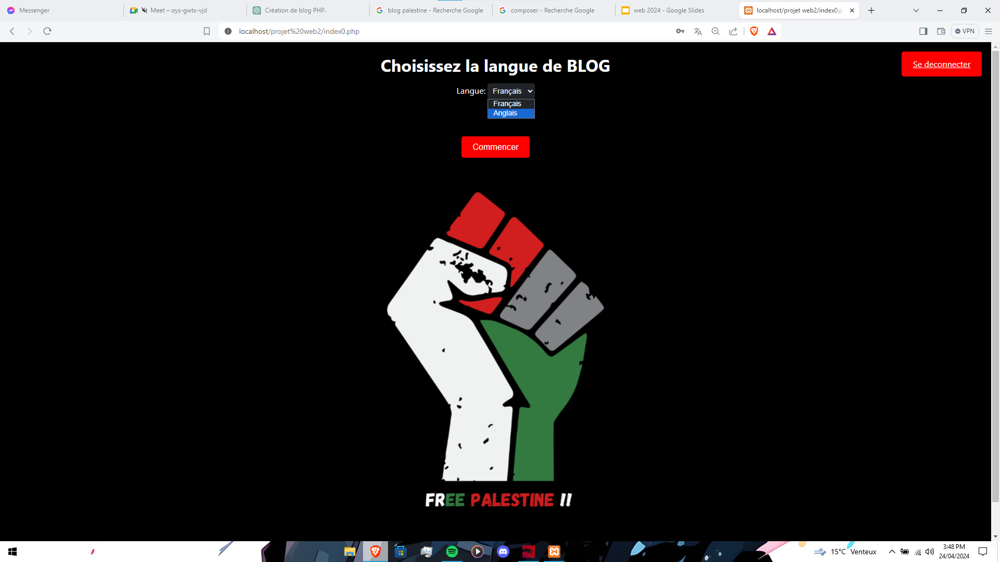 Messenger
Meet – oys-gwtx-vjd
Création de blog PHP.
blog palestine - Recherche Google
composer - Recherche Google
web 2024 - Google Slides
localhost/projet web2/index0.p
localhost/projet%20web2/index0.php
VPN
Choisissez la langue de BLOG
Se deconnecter
Langue: Français
Français
Anglais
Commencer
FREE PALESTINE !!
15°C Venteux
3:48 PM
24/04/2024